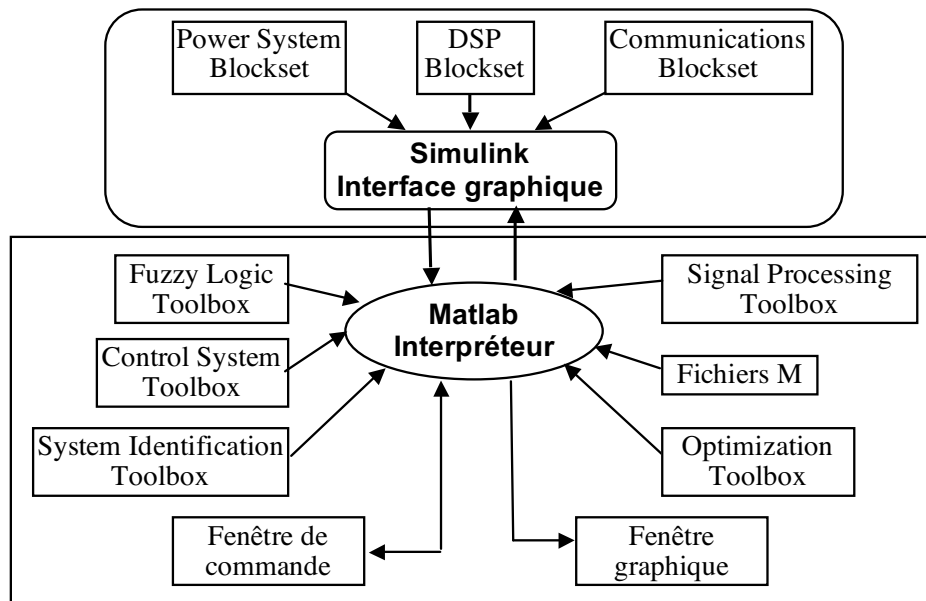 Power System
Blockset
DSP
Blockset
Communications
Blockset
Simulink
Interface graphique
Fuzzy Logic
Toolbox
Signal Processing
Toolbox
Matlab
Interpréteur
Control System
Toolbox
Fichiers M
System Identification
Toolbox
Optimization
Toolbox
Fenêtre de
commande
Fenêtre
graphique